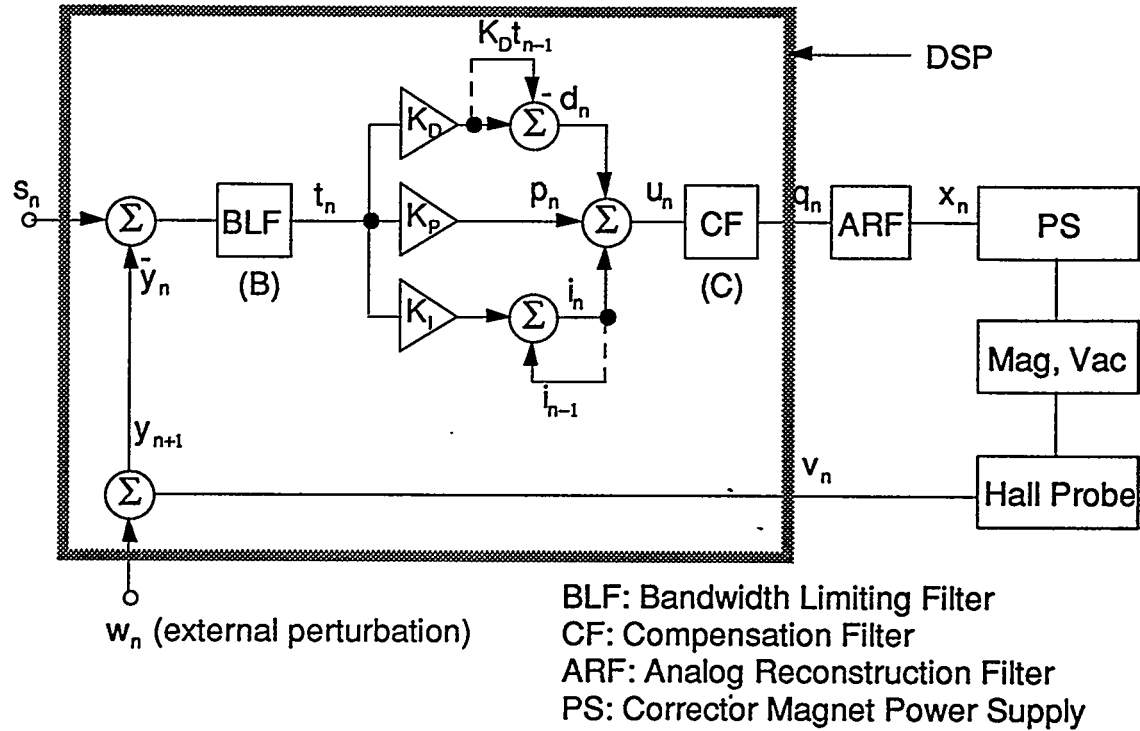 K_D t_{n-1}
DSP
- d_n
K_D
Σ
s_n
t_n
p_n
u_n
q_n
x_n
Σ
BLF
K_P
Σ
CF
ARF
PS
(B)
(C)
-
y_n
i_n
K_I
Σ
Mag, Vac
i_{n-1}
y_{n+1}
v_n
Σ
Hall Probe
w_n (external perturbation)
BLF: Bandwidth Limiting Filter
CF: Compensation Filter
ARF: Analog Reconstruction Filter
PS: Corrector Magnet Power Supply